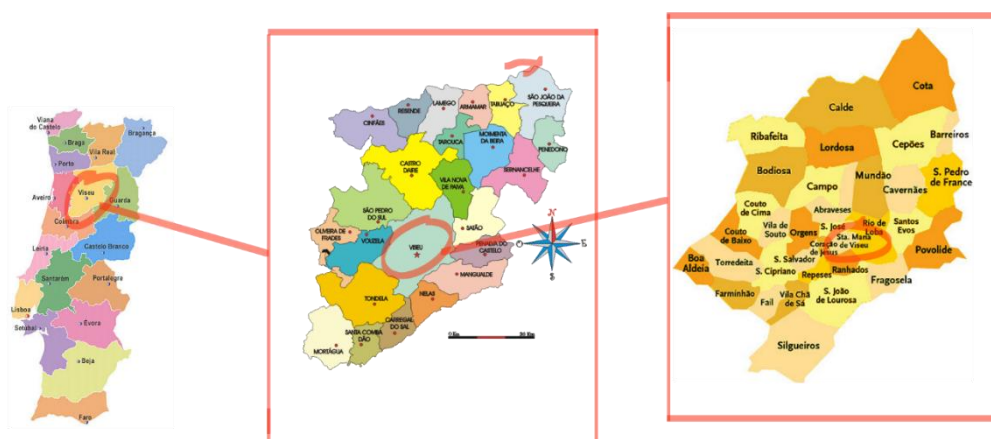 Viana
do Castelo
Braga
Bragança
Vila Real
Porto
Aveiro
Viseu
Guarda
Coimbra
Leiria
Castelo Branco
Santarém
Portalegre
Lisboa
Setúbal
Évora
Beja
Faro
CINFÃES
RESENDE
LAMEGO
ARMAMAR
TABUAÇO
SÃO JOÃO DA
PESQUEIRA
TAROUCA
MOIMENTA
DA BEIRA
PENEDONO
SERNANCELHE
CASTRO
DAIRE
VILA NOVA
DE PAIVA
SÃO PEDRO
DO SUL
OLIVEIRA DE
FRADES
VOUZELA
VISEU
SATÃO
PENALVA DO
CASTELO
MANGUALDE
TONDELA
NELAS
CARREGAL
DO SAL
SANTA COMBA
DÃO
MORTÁGUA
N
O
E
S
0 Km
30 Km
Cota
Calde
Ribafeita
Lordosa
Cepões
Barreiros
Bodiosa
Mundão
S. Pedro
de France
Campo
Cavernães
Couto
de Cima
Abraveses
Vila de
Souto
Orgens
S. José
Rio de
Loba
Santos
Evos
Couto
de Baixo
Coração
de Jesus
Sta. Maria
de Viseu
Povolide
Boa
Aldeia
Torredeita
S. Salvador
S. Cipriano
Repeses
Ranhados
Fragosela
Farminhão
Fail
Vila Chã
de Sá
S. João
de Lourosa
Silgueiros